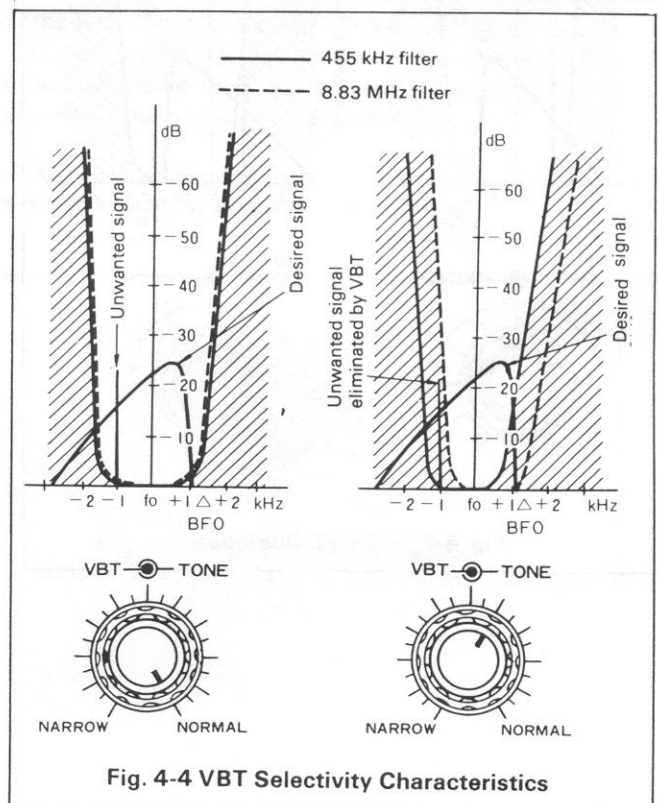 455 kHz filter
8.83 MHz filter
dB
-60
-50
-40
-30
20
-10
Unwanted signal
Desired signal
-2 -1 fo +1 △ +2 kHz
BFO
dB
-60
-50
-40
-30
20
10
Unwanted signal
eliminated by VBT
Desired signal
-2 -1 fo +1 △ +2 kHz
BFO
VBT TONE
NARROW NORMAL
VBT TONE
NARROW NORMAL
Fig. 4-4 VBT Selectivity Characteristics